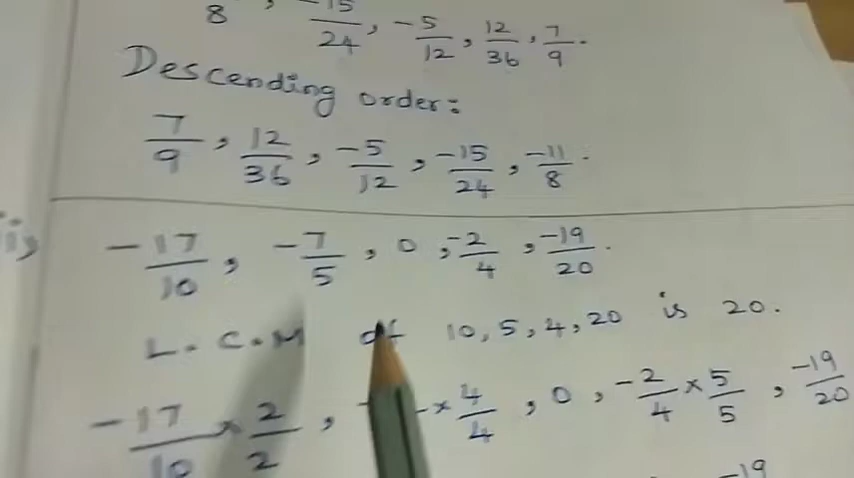 8 , -15/24, -5/12, 12/36, 7/9.
Descending order:
7/9, 12/36, -5/12, -15/24, -11/8.
ii) -17/10, -7/5, 0, -2/4, -19/20.
L.C.M of 10, 5, 4, 20 is 20.
-17/10 × 2/2, × 4/4, 0, -2/4 × 5/5, -19/20
-19